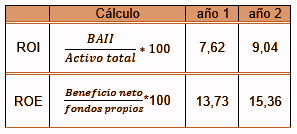 Cálculo año 1 año 2
ROI BAII / Activo total * 100 7,62 9,04
ROE Beneficio neto / fondos propios *100 13,73 15,36